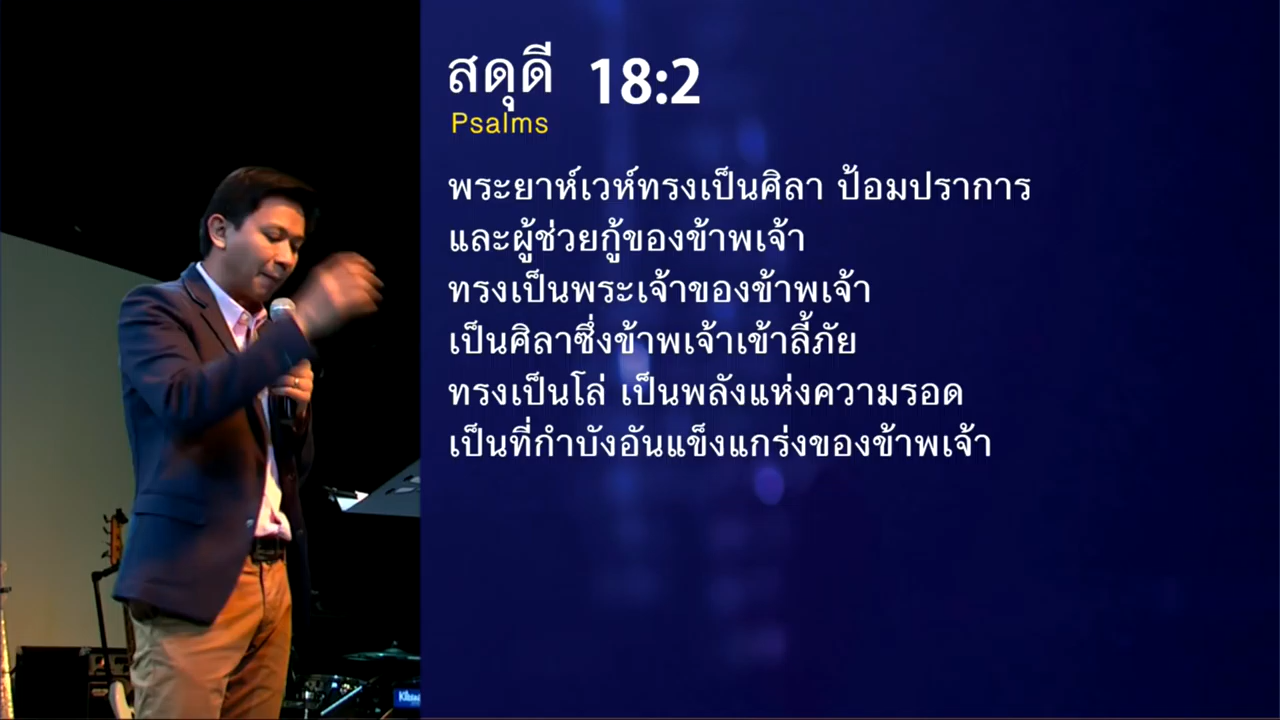 สดุดี 18:2
Psalms
พระยาห์เวห์ทรงเป็นศิลา ป้อมปราการ
และผู้ช่วยกู้ของข้าพเจ้า
ทรงเป็นพระเจ้าของข้าพเจ้า
เป็นศิลาซึ่งข้าพเจ้าเข้าลี้ภัย
ทรงเป็นโล่ เป็นพลังแห่งความรอด
เป็นที่กำบังอันแข็งแกร่งของข้าพเจ้า